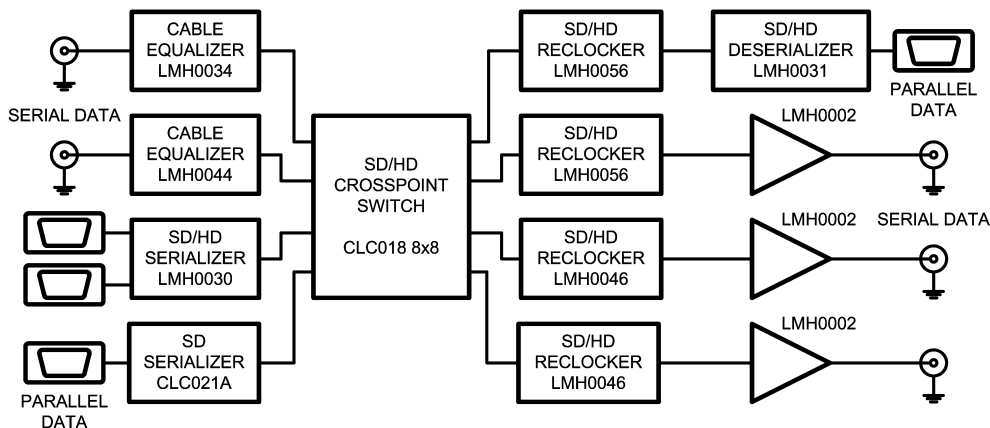 CABLE
EQUALIZER
LMH0034
SERIAL DATA
CABLE
EQUALIZER
LMH0044
SD/HD
SERIALIZER
LMH0030
SD
SERIALIZER
CLC021A
PARALLEL
DATA
SD/HD
CROSSPOINT
SWITCH
CLC018 8x8
SD/HD
RECLOCKER
LMH0056
SD/HD
DESERIALIZER
LMH0031
PARALLEL
DATA
SD/HD
RECLOCKER
LMH0056
LMH0002
SD/HD
RECLOCKER
LMH0046
LMH0002
SERIAL DATA
SD/HD
RECLOCKER
LMH0046
LMH0002